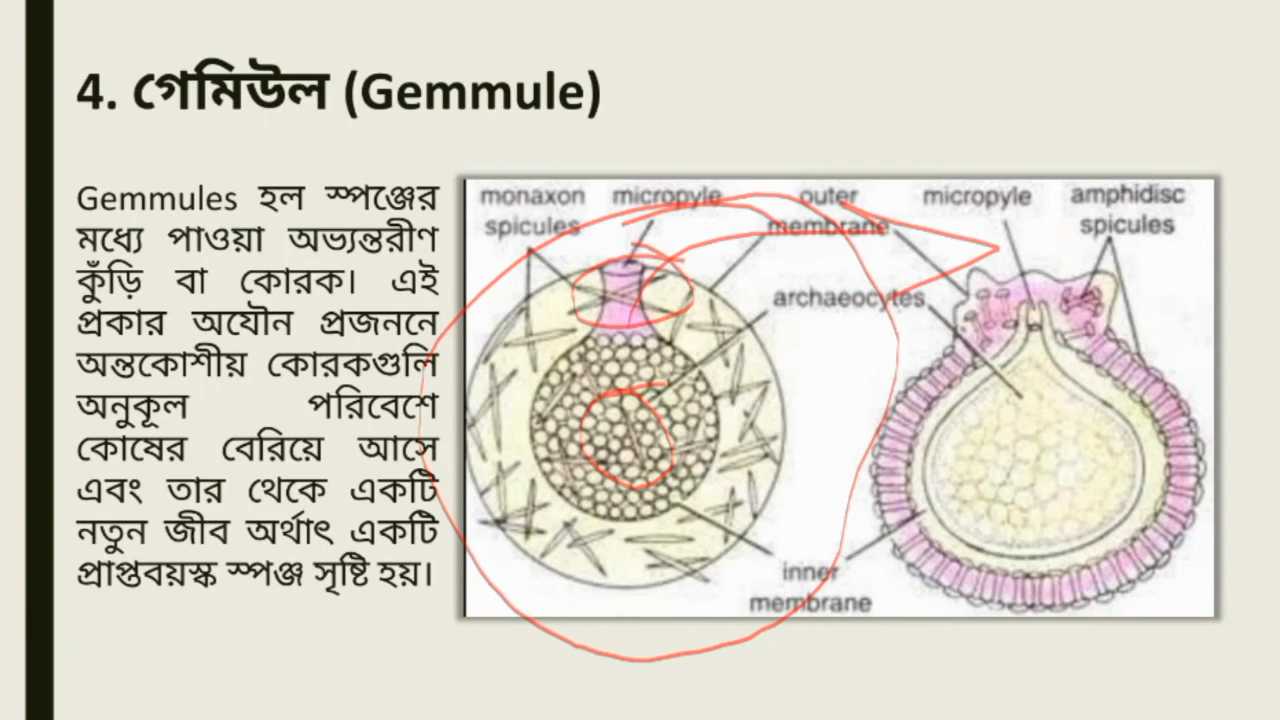 4. গেমিউল (Gemmule)
Gemmules হল স্পঞ্জের
মধ্যে পাওয়া অভ্যন্তরীণ
কুঁড়ি বা কোরক। এই
প্রকার অযৌন প্রজননে
অন্তকোশীয় কোরকগুলি
অনুকূল পরিবেশে
কোষের বেরিয়ে আসে
এবং তার থেকে একটি
নতুন জীব অর্থাৎ একটি
প্রাপ্তবয়স্ক স্পঞ্জ সৃষ্টি হয়।
monaxon
spicules
micropyle
outer
membrane
micropyle
amphidisc
spicules
archaeocytes
inner
membrane